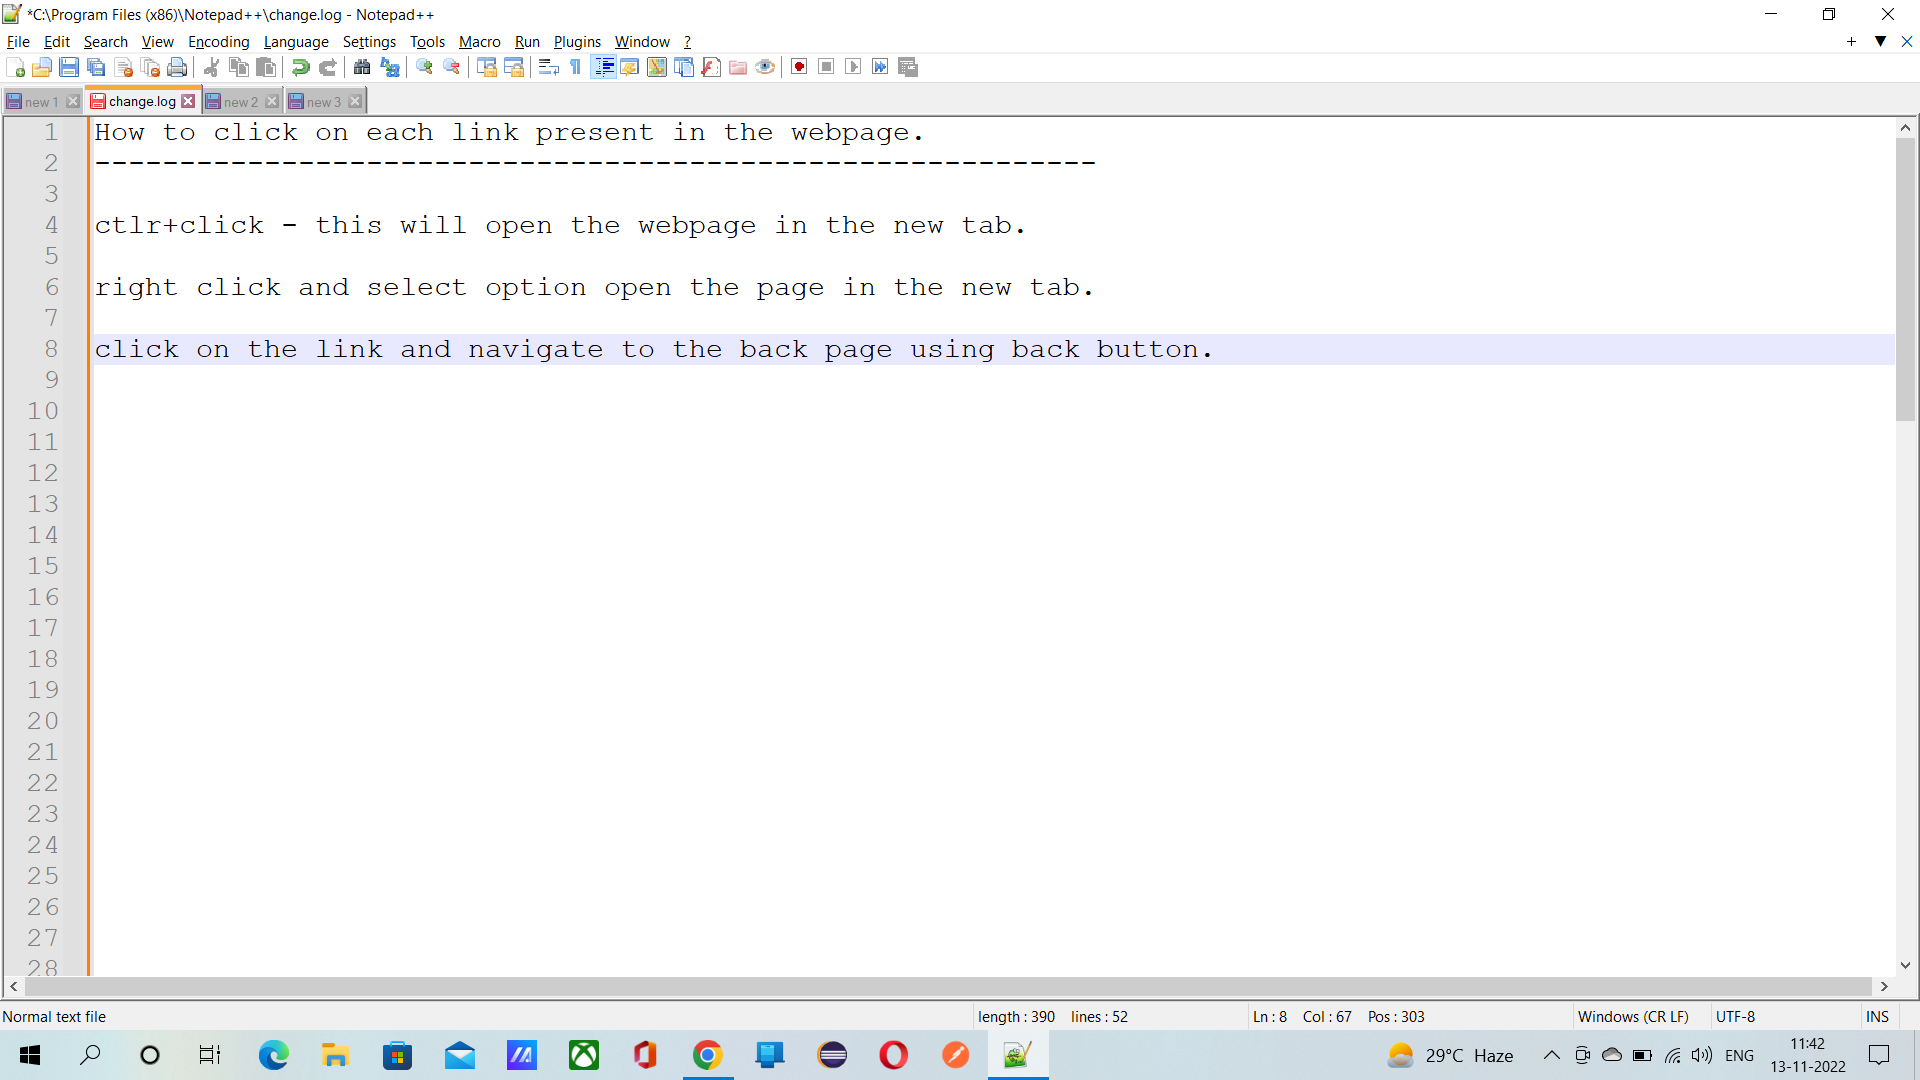 *C:\Program Files (x86)\Notepad++\change.log - Notepad++
File Edit Search View Encoding Language Settings Tools Macro Run Plugins Window ?
new 1 change.log new 2 new 3
1 How to click on each link present in the webpage.
2 -----------------------------------------------------------
3
4 ctlr+click - this will open the webpage in the new tab.
5
6 right click and select option open the page in the new tab.
7
8 click on the link and navigate to the back page using back button.
9
10
11
12
13
14
15
16
17
18
19
20
21
22
23
24
25
26
27
28
Normal text file length : 390 lines : 52 Ln : 8 Col : 67 Pos : 303 Windows (CR LF) UTF-8 INS
29°C Haze ENG 11:42
13-11-2022